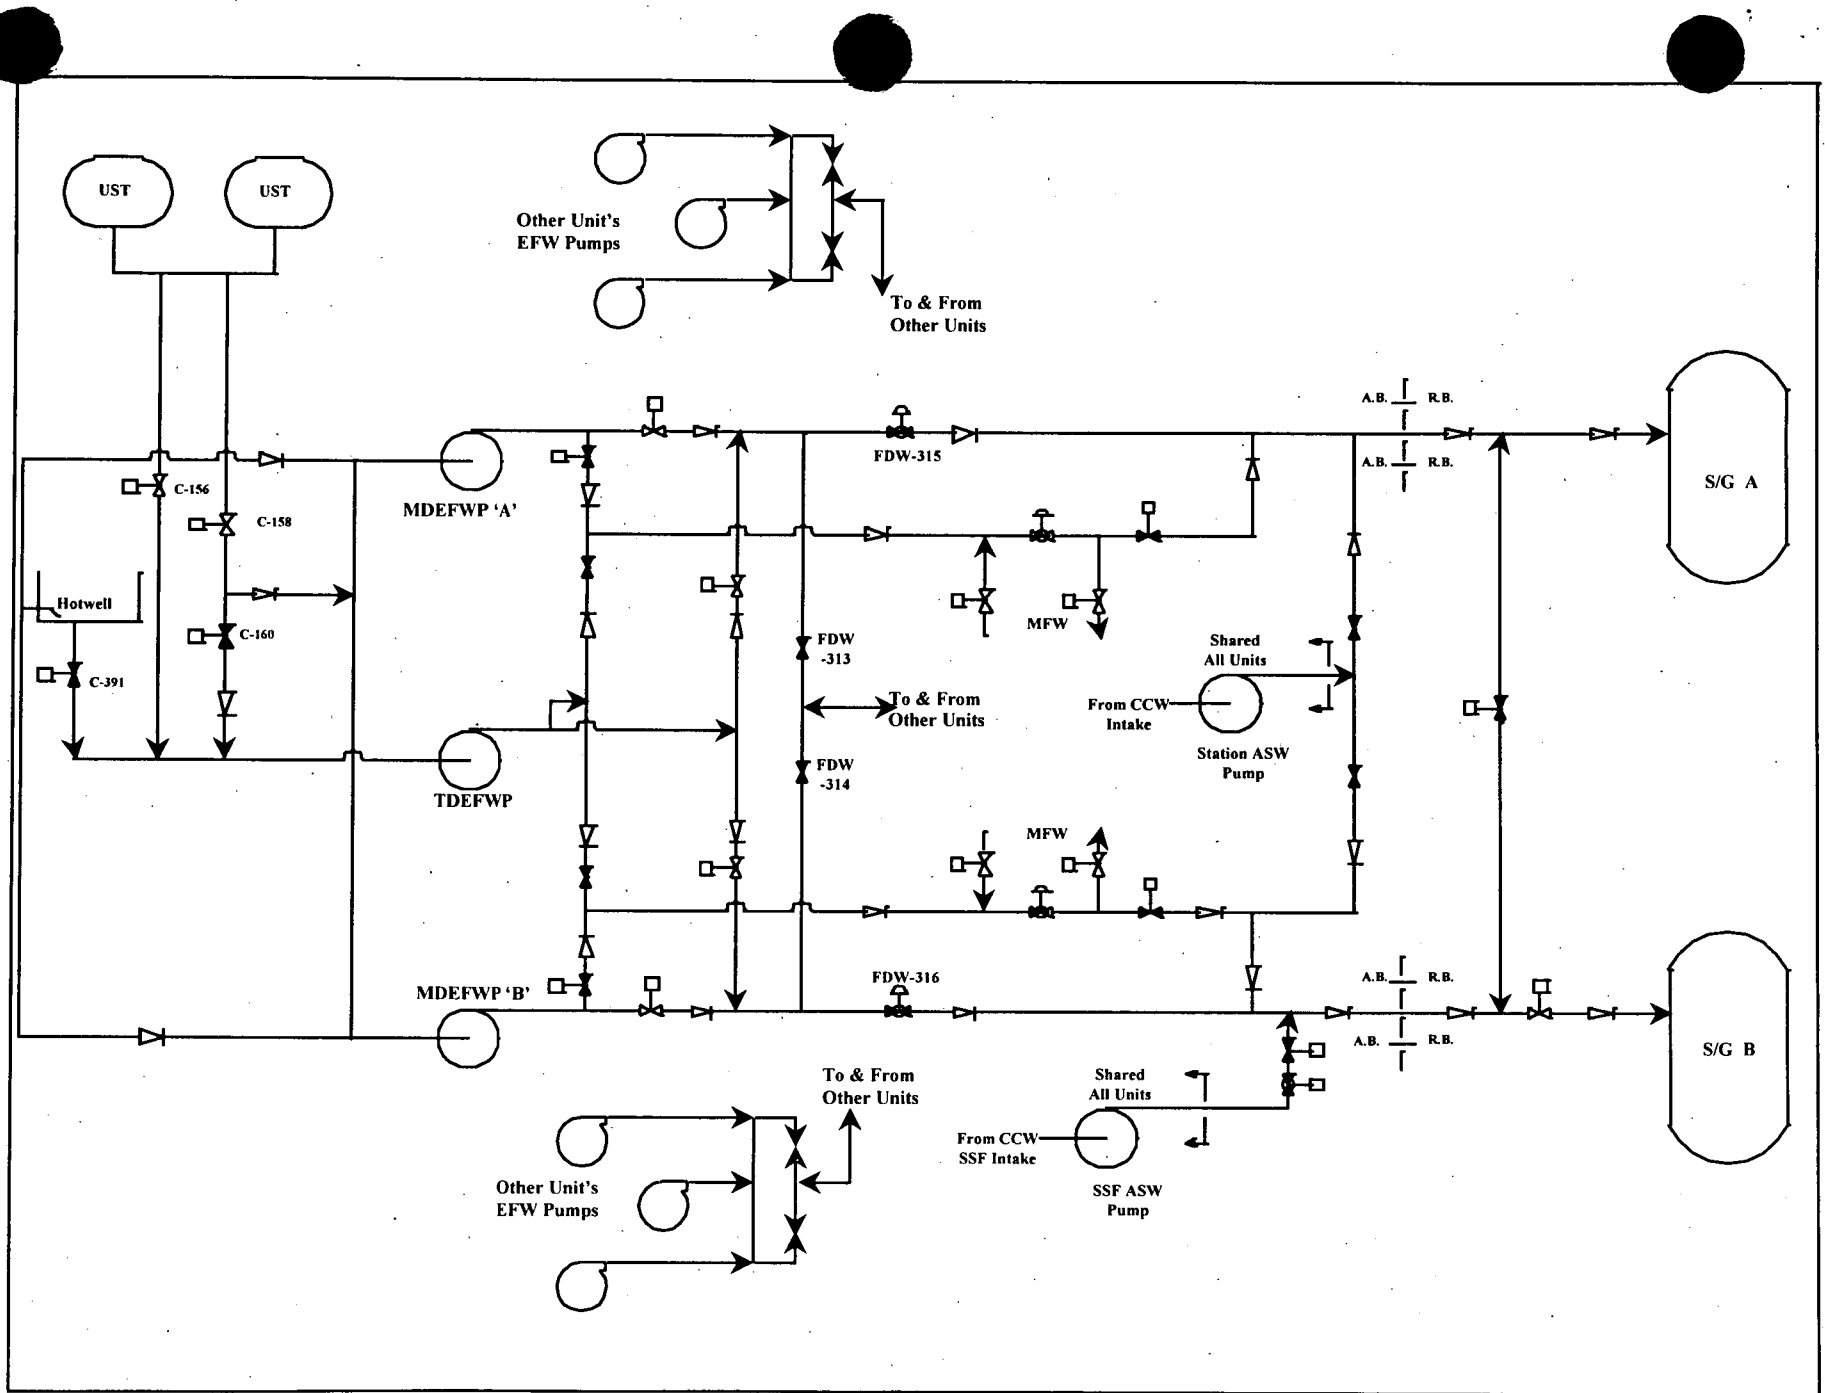 UST
UST
Other Unit's
EFW Pumps
To & From
Other Units
A.B.
R.B.
A.B.
R.B.
FDW-315
S/G A
C-156
MDEFWP ‘A’
C-158
Hotwell
MFW
C-160
FDW
-313
Shared
All Units
C-391
To & From
Other Units
From CCW
Intake
Station ASW
Pump
FDW
-314
TDEFWP
MFW
FDW-316
A.B.
R.B.
MDEFWP ‘B’
A.B.
R.B.
S/G B
To & From
Other Units
Shared
All Units
From CCW
SSF Intake
Other Unit's
EFW Pumps
SSF ASW
Pump